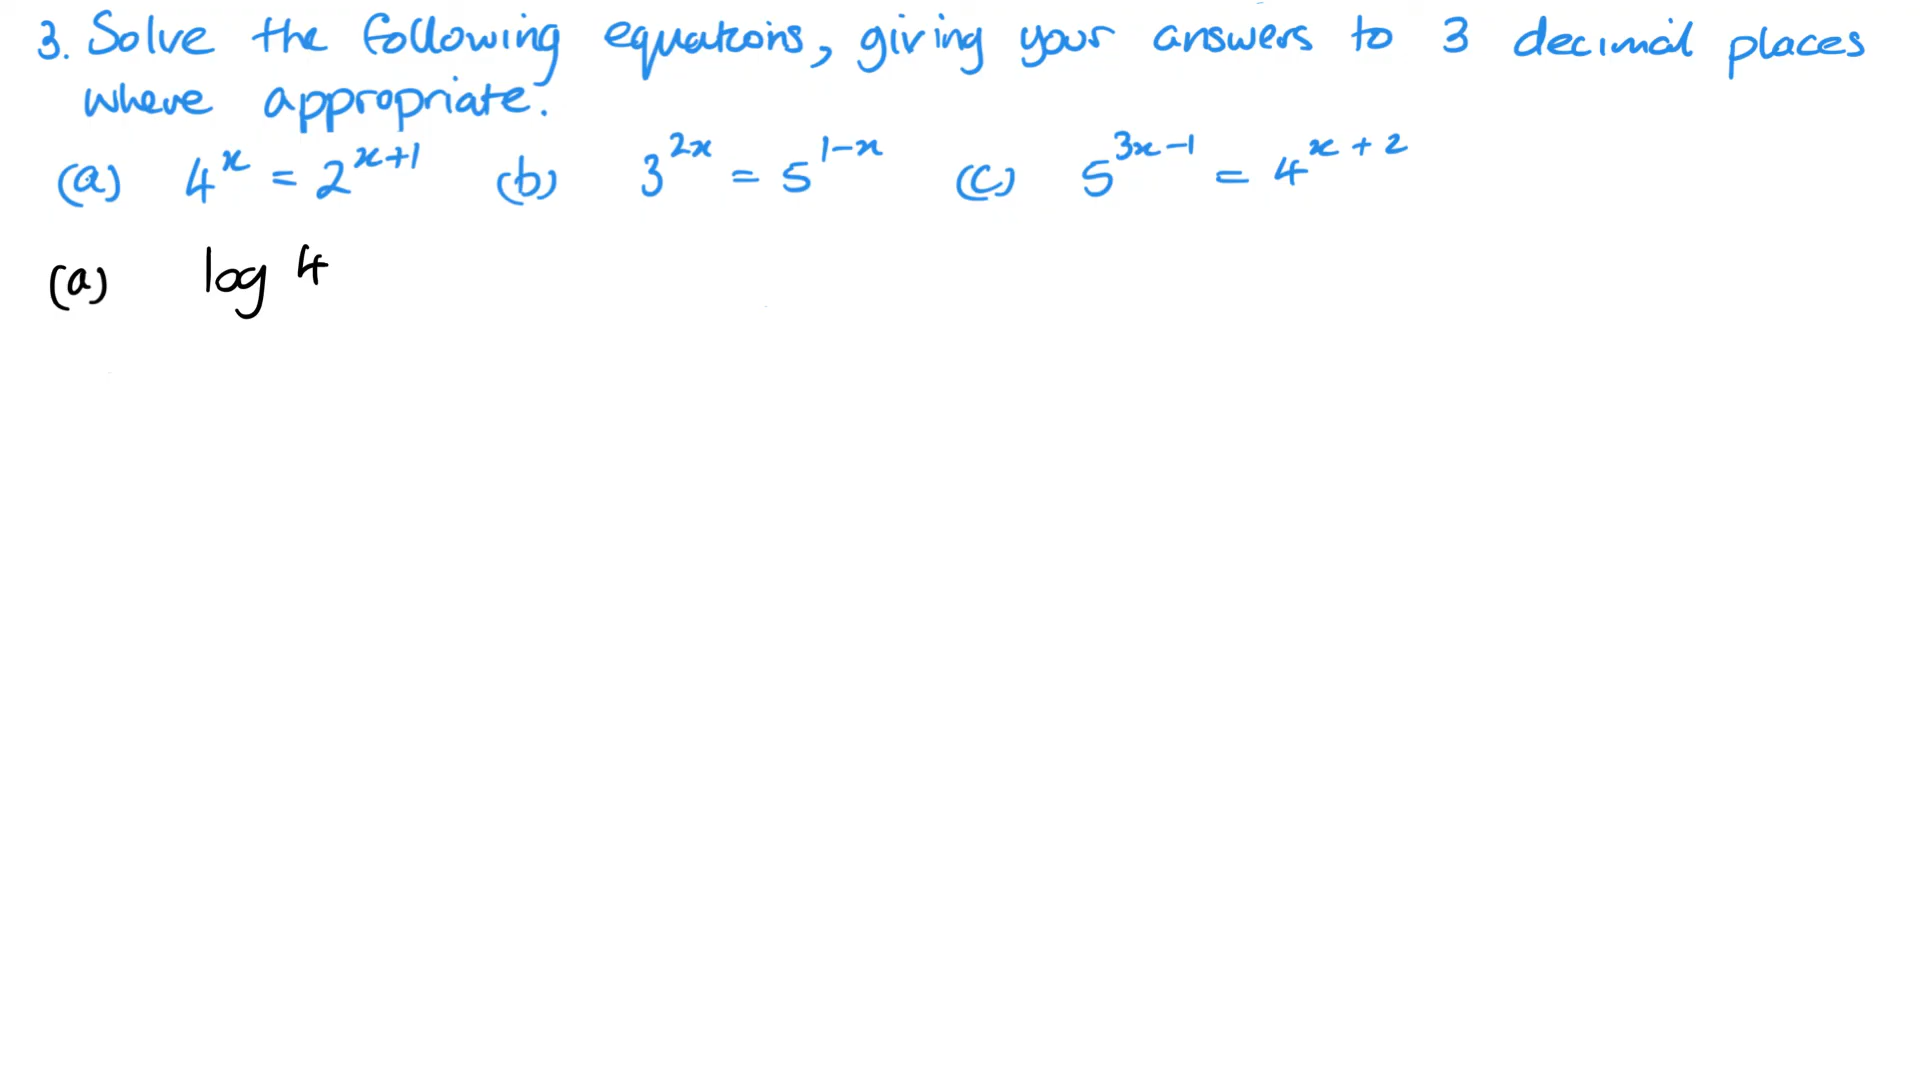 3. Solve the following equations, giving your answers to 3 decimal places
where appropriate.
(a) 4^x = 2^{x+1} (b) 3^{2x} = 5^{1-x} (c) 5^{3x-1} = 4^{x+2}
(a) log 4